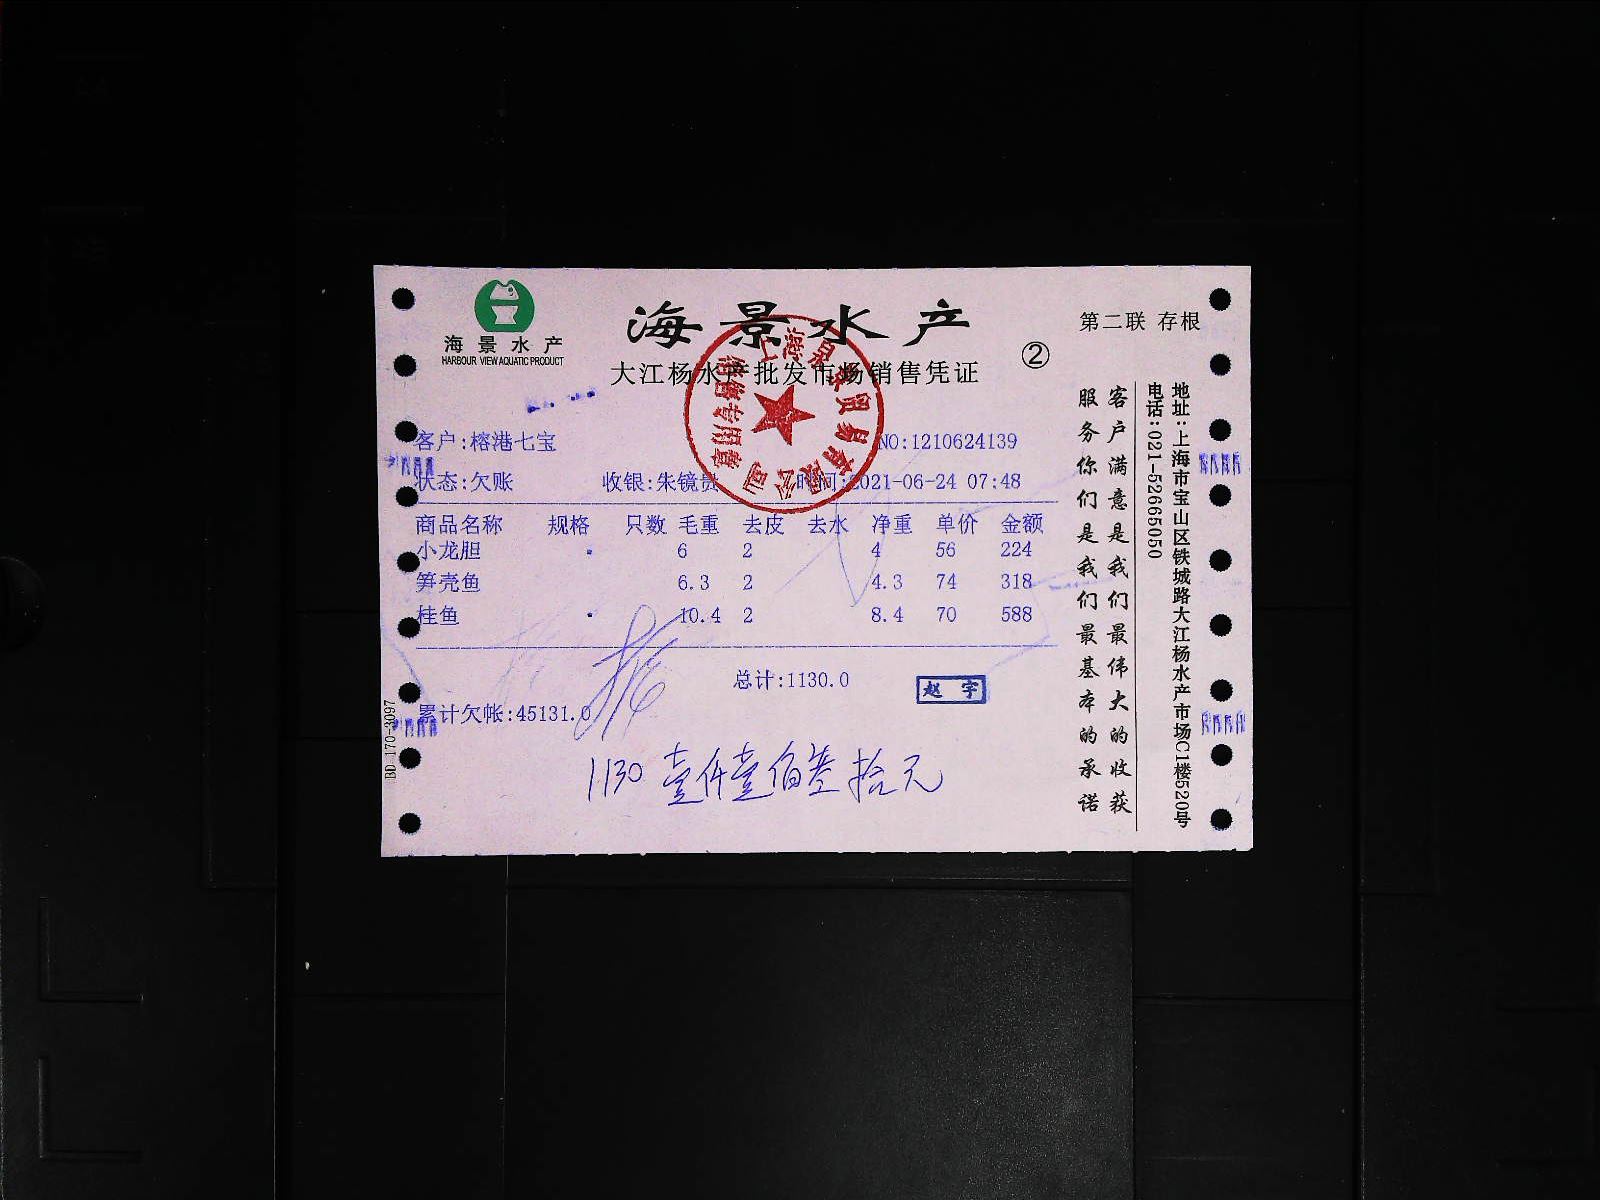 海景水产
HARBOUR VIEW AQUATIC PRODUCT
海景水产
大江杨水产批发市场销售凭证
②
第二联 存根
客户:榕港七宝
NO:1210624139
状态:欠账 收银:朱镜贵 时间:2021-06-24 07:48
商品名称 规格 只数 毛重 去皮 去水 净重 单价 金额
小龙胆 . 6 2 4 56 224
笋壳鱼 6.3 2 4.3 74 318
桂鱼 . 10.4 2 8.4 70 588
总计:1130.0
赵宇
累计欠帐:45131.0
1130 壹仟壹佰叁拾元
BD 170-3097
客户满意是我们最伟大的收获
服务你们是我们最基本的承诺
地址:上海市宝山区铁城路大江杨水产市场C1楼520号
电话:021-52665050
销售专用章